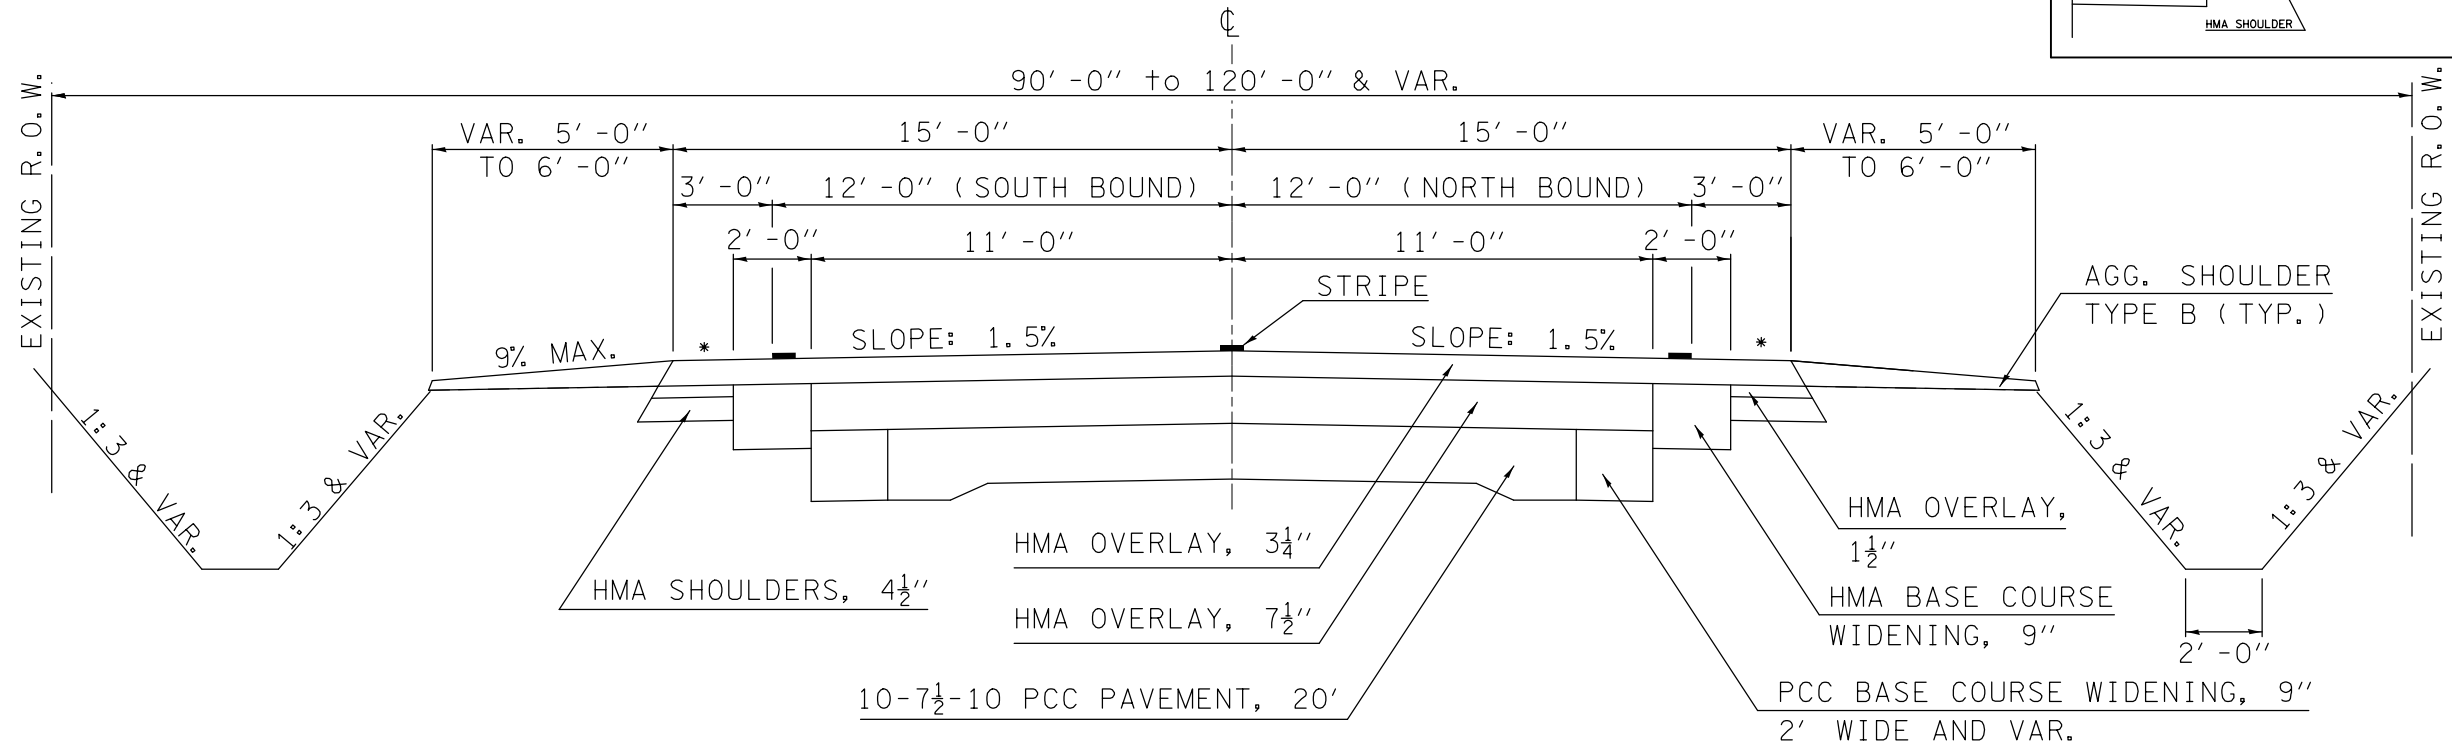 ℄
HMA SHOULDER
90'-0" to 120'-0" & VAR.
EXISTING R.O.W.
EXISTING R.O.W.
VAR. 5'-0"
TO 6'-0"
15'-0"
15'-0"
VAR. 5'-0"
TO 6'-0"
3'-0"
12'-0" (SOUTH BOUND)
12'-0" (NORTH BOUND)
3'-0"
2'-0"
11'-0"
11'-0"
2'-0"
STRIPE
AGG. SHOULDER
TYPE B (TYP.)
9% MAX.
*
SLOPE: 1.5%
SLOPE: 1.5%
*
1:3 & VAR.
1:3 & VAR.
1:3 & VAR.
1:3 & VAR.
HMA OVERLAY,
1½"
HMA OVERLAY, 3¼"
HMA SHOULDERS, 4½"
HMA BASE COURSE
WIDENING, 9"
HMA OVERLAY, 7½"
2'-0"
10-7½-10 PCC PAVEMENT, 20'
PCC BASE COURSE WIDENING, 9"
2' WIDE AND VAR.